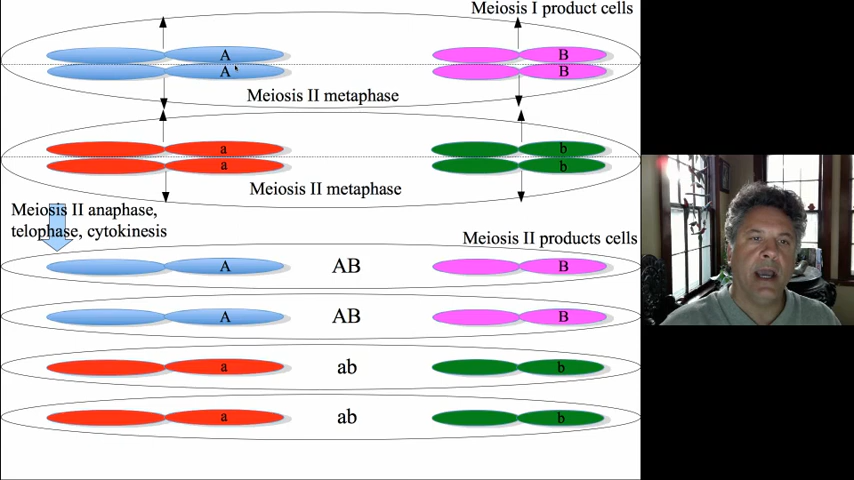 Meiosis I product cells
A
B
A
B
Meiosis II metaphase
a
b
a
b
Meiosis II metaphase
Meiosis II anaphase,
telophase, cytokinesis
Meiosis II products cells
A
AB
B
A
AB
B
a
ab
b
a
ab
b